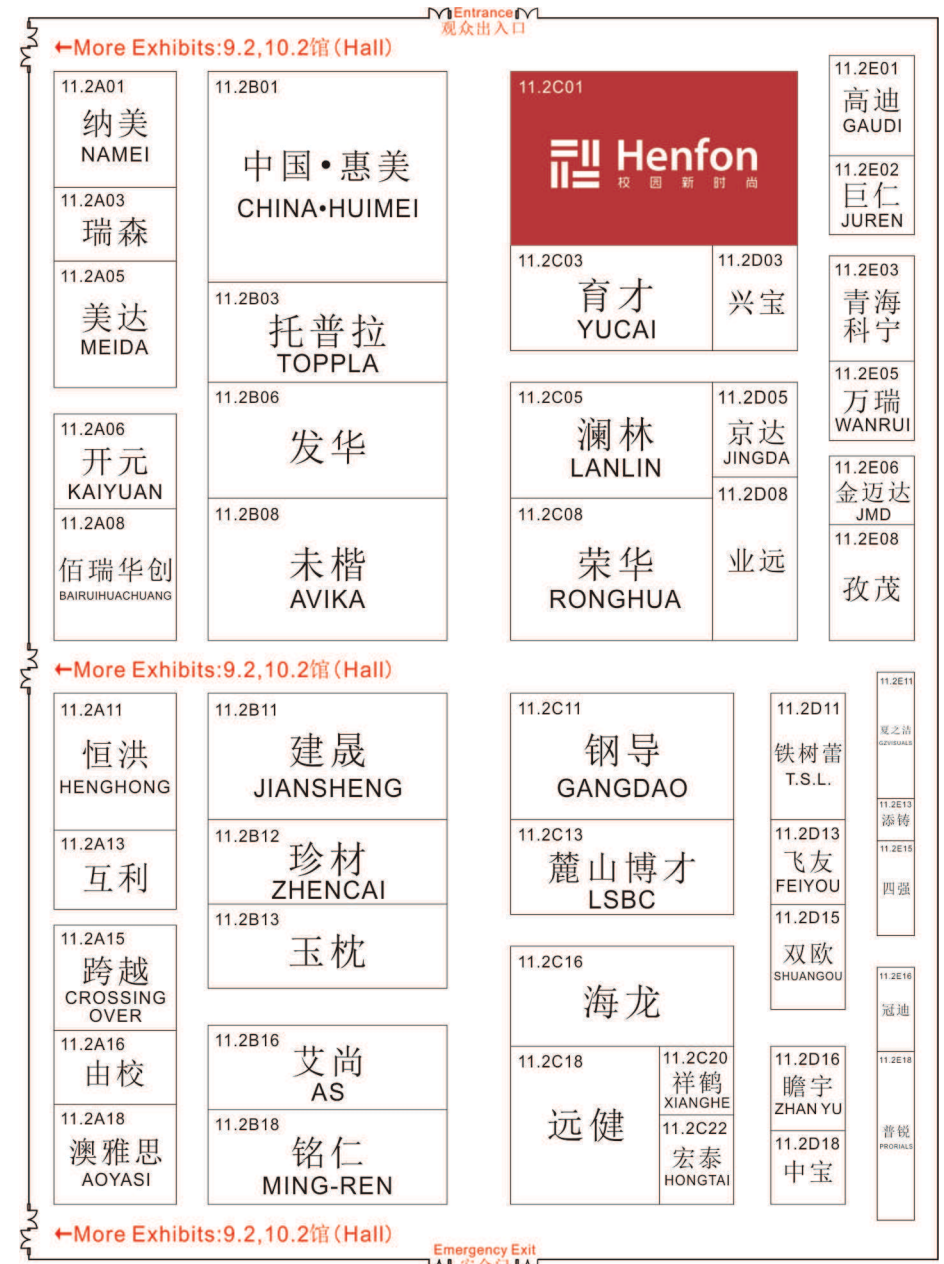 Entrance
观众出入口
←More Exhibits:9.2,10.2馆(Hall)
11.2A01
纳美
NAMEI
11.2A03
瑞森
11.2A05
美达
MEIDA
11.2A06
开元
KAIYUAN
11.2A08
佰瑞华创
BAIRUIHUACHUANG
11.2B01
中国•惠美
CHINA•HUIMEI
11.2B03
托普拉
TOPPLA
11.2B06
发华
11.2B08
未楷
AVIKA
11.2C01
Henfon
校园新时尚
11.2C03
育才
YUCAI
11.2D03
兴宝
11.2C05
澜林
LANLIN
11.2D05
京达
JINGDA
11.2C08
荣华
RONGHUA
11.2D08
业远
11.2E01
高迪
GAUDI
11.2E02
巨仁
JUREN
11.2E03
青海
科宁
11.2E05
万瑞
WANRUI
11.2E06
金迈达
JMD
11.2E08
孜茂
←More Exhibits:9.2,10.2馆(Hall)
11.2A11
恒洪
HENGHONG
11.2A13
互利
11.2A15
跨越
CROSSING
OVER
11.2A16
由校
11.2A18
澳雅思
AOYASI
11.2B11
建晟
JIANSHENG
11.2B12
珍材
ZHENCAI
11.2B13
玉枕
11.2B16
艾尚
AS
11.2B18
铭仁
MING-REN
11.2C11
钢导
GANGDAO
11.2C13
麓山博才
LSBC
11.2C16
海龙
11.2C18
远健
11.2C20
祥鹤
XIANGHE
11.2C22
宏泰
HONGTAI
11.2D11
铁树蕾
T.S.L.
11.2D13
飞友
FEIYOU
11.2D15
双欧
SHUANGOU
11.2D16
瞻宇
ZHAN YU
11.2D18
中宝
11.2E11
夏之洁
GZVISUALS
11.2E13
添铸
11.2E15
四强
11.2E16
冠迪
11.2E18
普锐
PRORIALS
←More Exhibits:9.2,10.2馆(Hall)
Emergency Exit
安全门